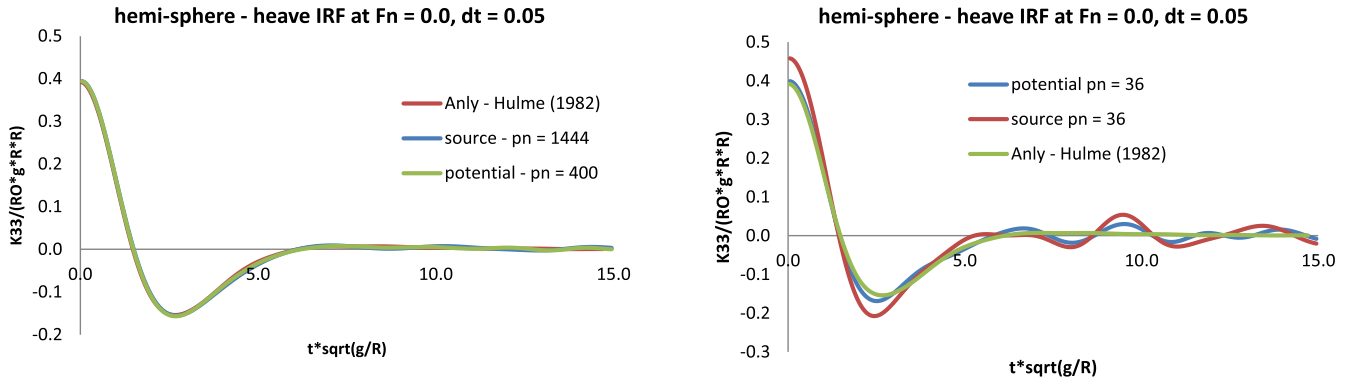 hemi-sphere - heave IRF at Fn = 0.0, dt = 0.05
0.5
0.4
0.3
0.2
0.1
0.0
-0.1
-0.2
K33/(RO*g*R*R)
0.0
5.0
10.0
15.0
t*sqrt(g/R)
Anly - Hulme (1982)
source - pn = 1444
potential - pn = 400
hemi-sphere - heave IRF at Fn = 0.0, dt = 0.05
0.5
0.4
0.3
0.2
0.1
0.0
-0.1
-0.2
-0.3
K33/(RO*g*R*R)
0.0
5.0
10.0
15.0
t*sqrt(g/R)
potential pn = 36
source pn = 36
Anly - Hulme (1982)